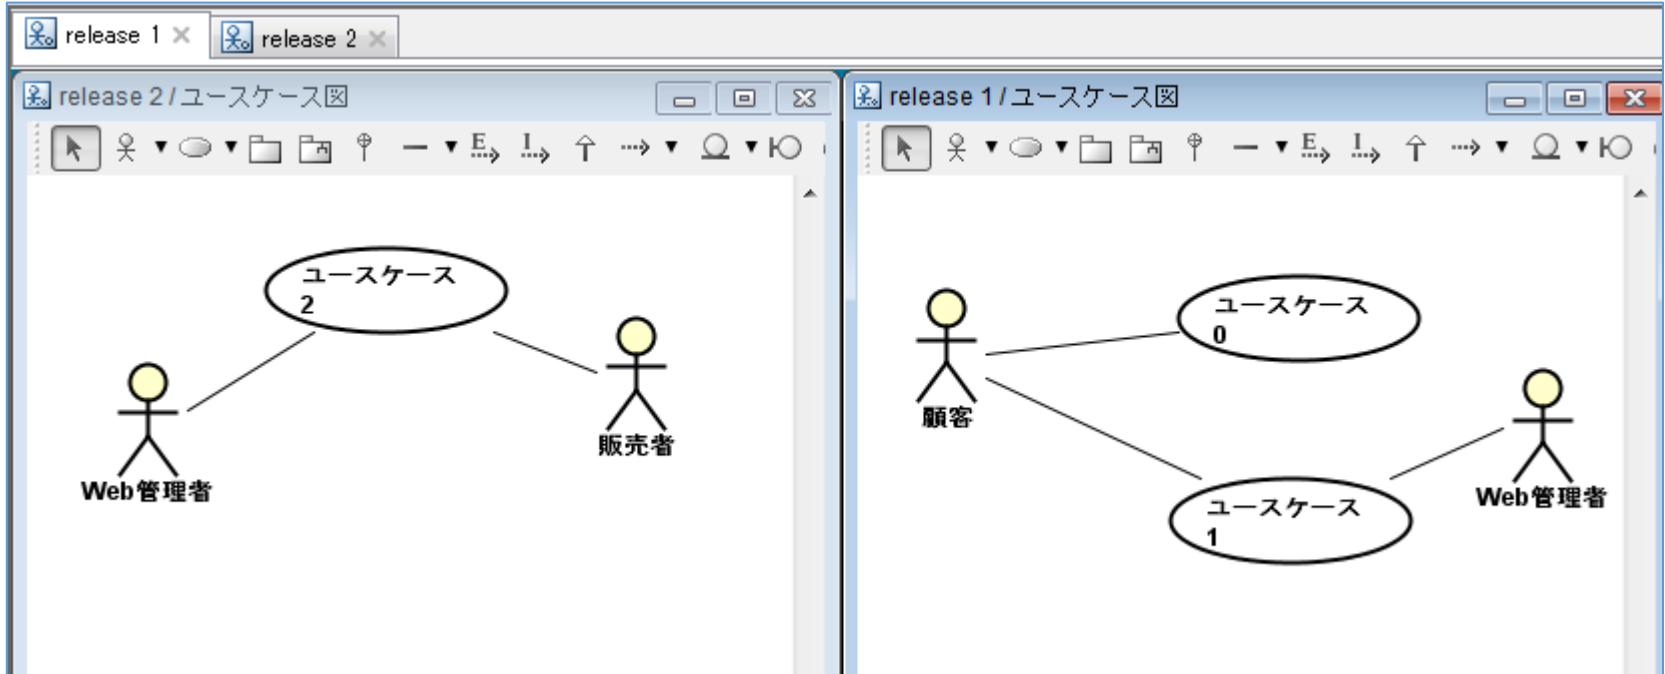 release 1
release 2
release 2 / ユースケース図
E
I
ユースケース
2
Web管理者
販売者
release 1 / ユースケース図
E
I
ユースケース
0
顧客
ユースケース
1
Web管理者